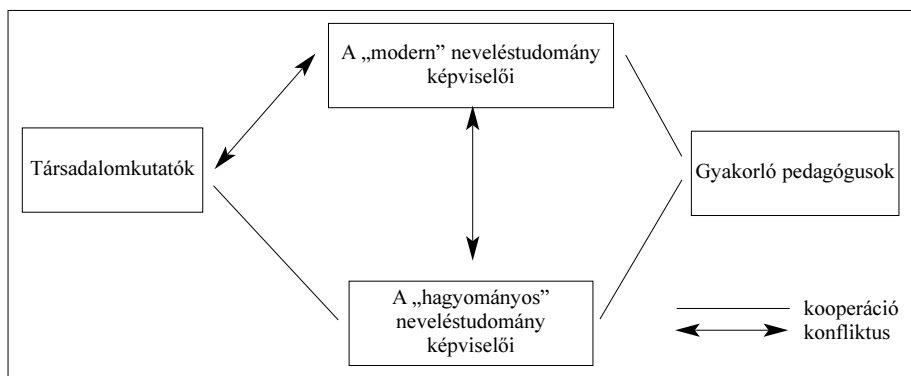 A „modern” neveléstudomány
képviselői
Társadalomkutatók
Gyakorló pedagógusok
A „hagyományos”
neveléstudomány
képviselői
kooperáció
konfliktus